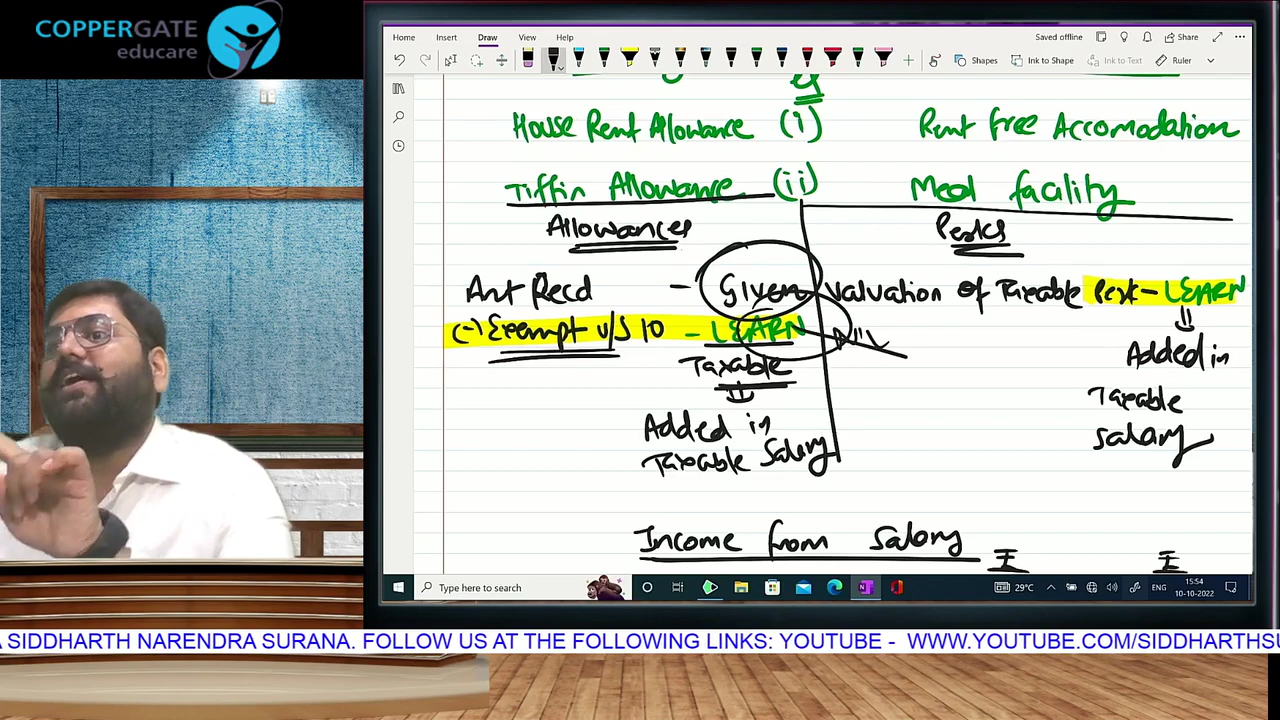 COPPERGATE
educare
Home Insert Draw View Help
Saved offline
Share
Shapes
Ink to Shape
Ink to Text
Ruler
House Rent Allowance (i) Rent free Accomodation
Tiffin Allowance (ii) Meal facility
Allowances Perks
Amt Recd - Given Valuation of Taxable Perk - LEARN
(-) Exempt u/s 10 - LEARN
Nil
Taxable
Added in
Taxable Salary
Added in
Taxable
Salary
Income from Salary
₹ ₹
Type here to search
29°C
ENG
15:54
10-10-2022
A SIDDHARTH NARENDRA SURANA. FOLLOW US AT THE FOLLOWING LINKS: YOUTUBE - WWW.YOUTUBE.COM/SIDDHARTHSU